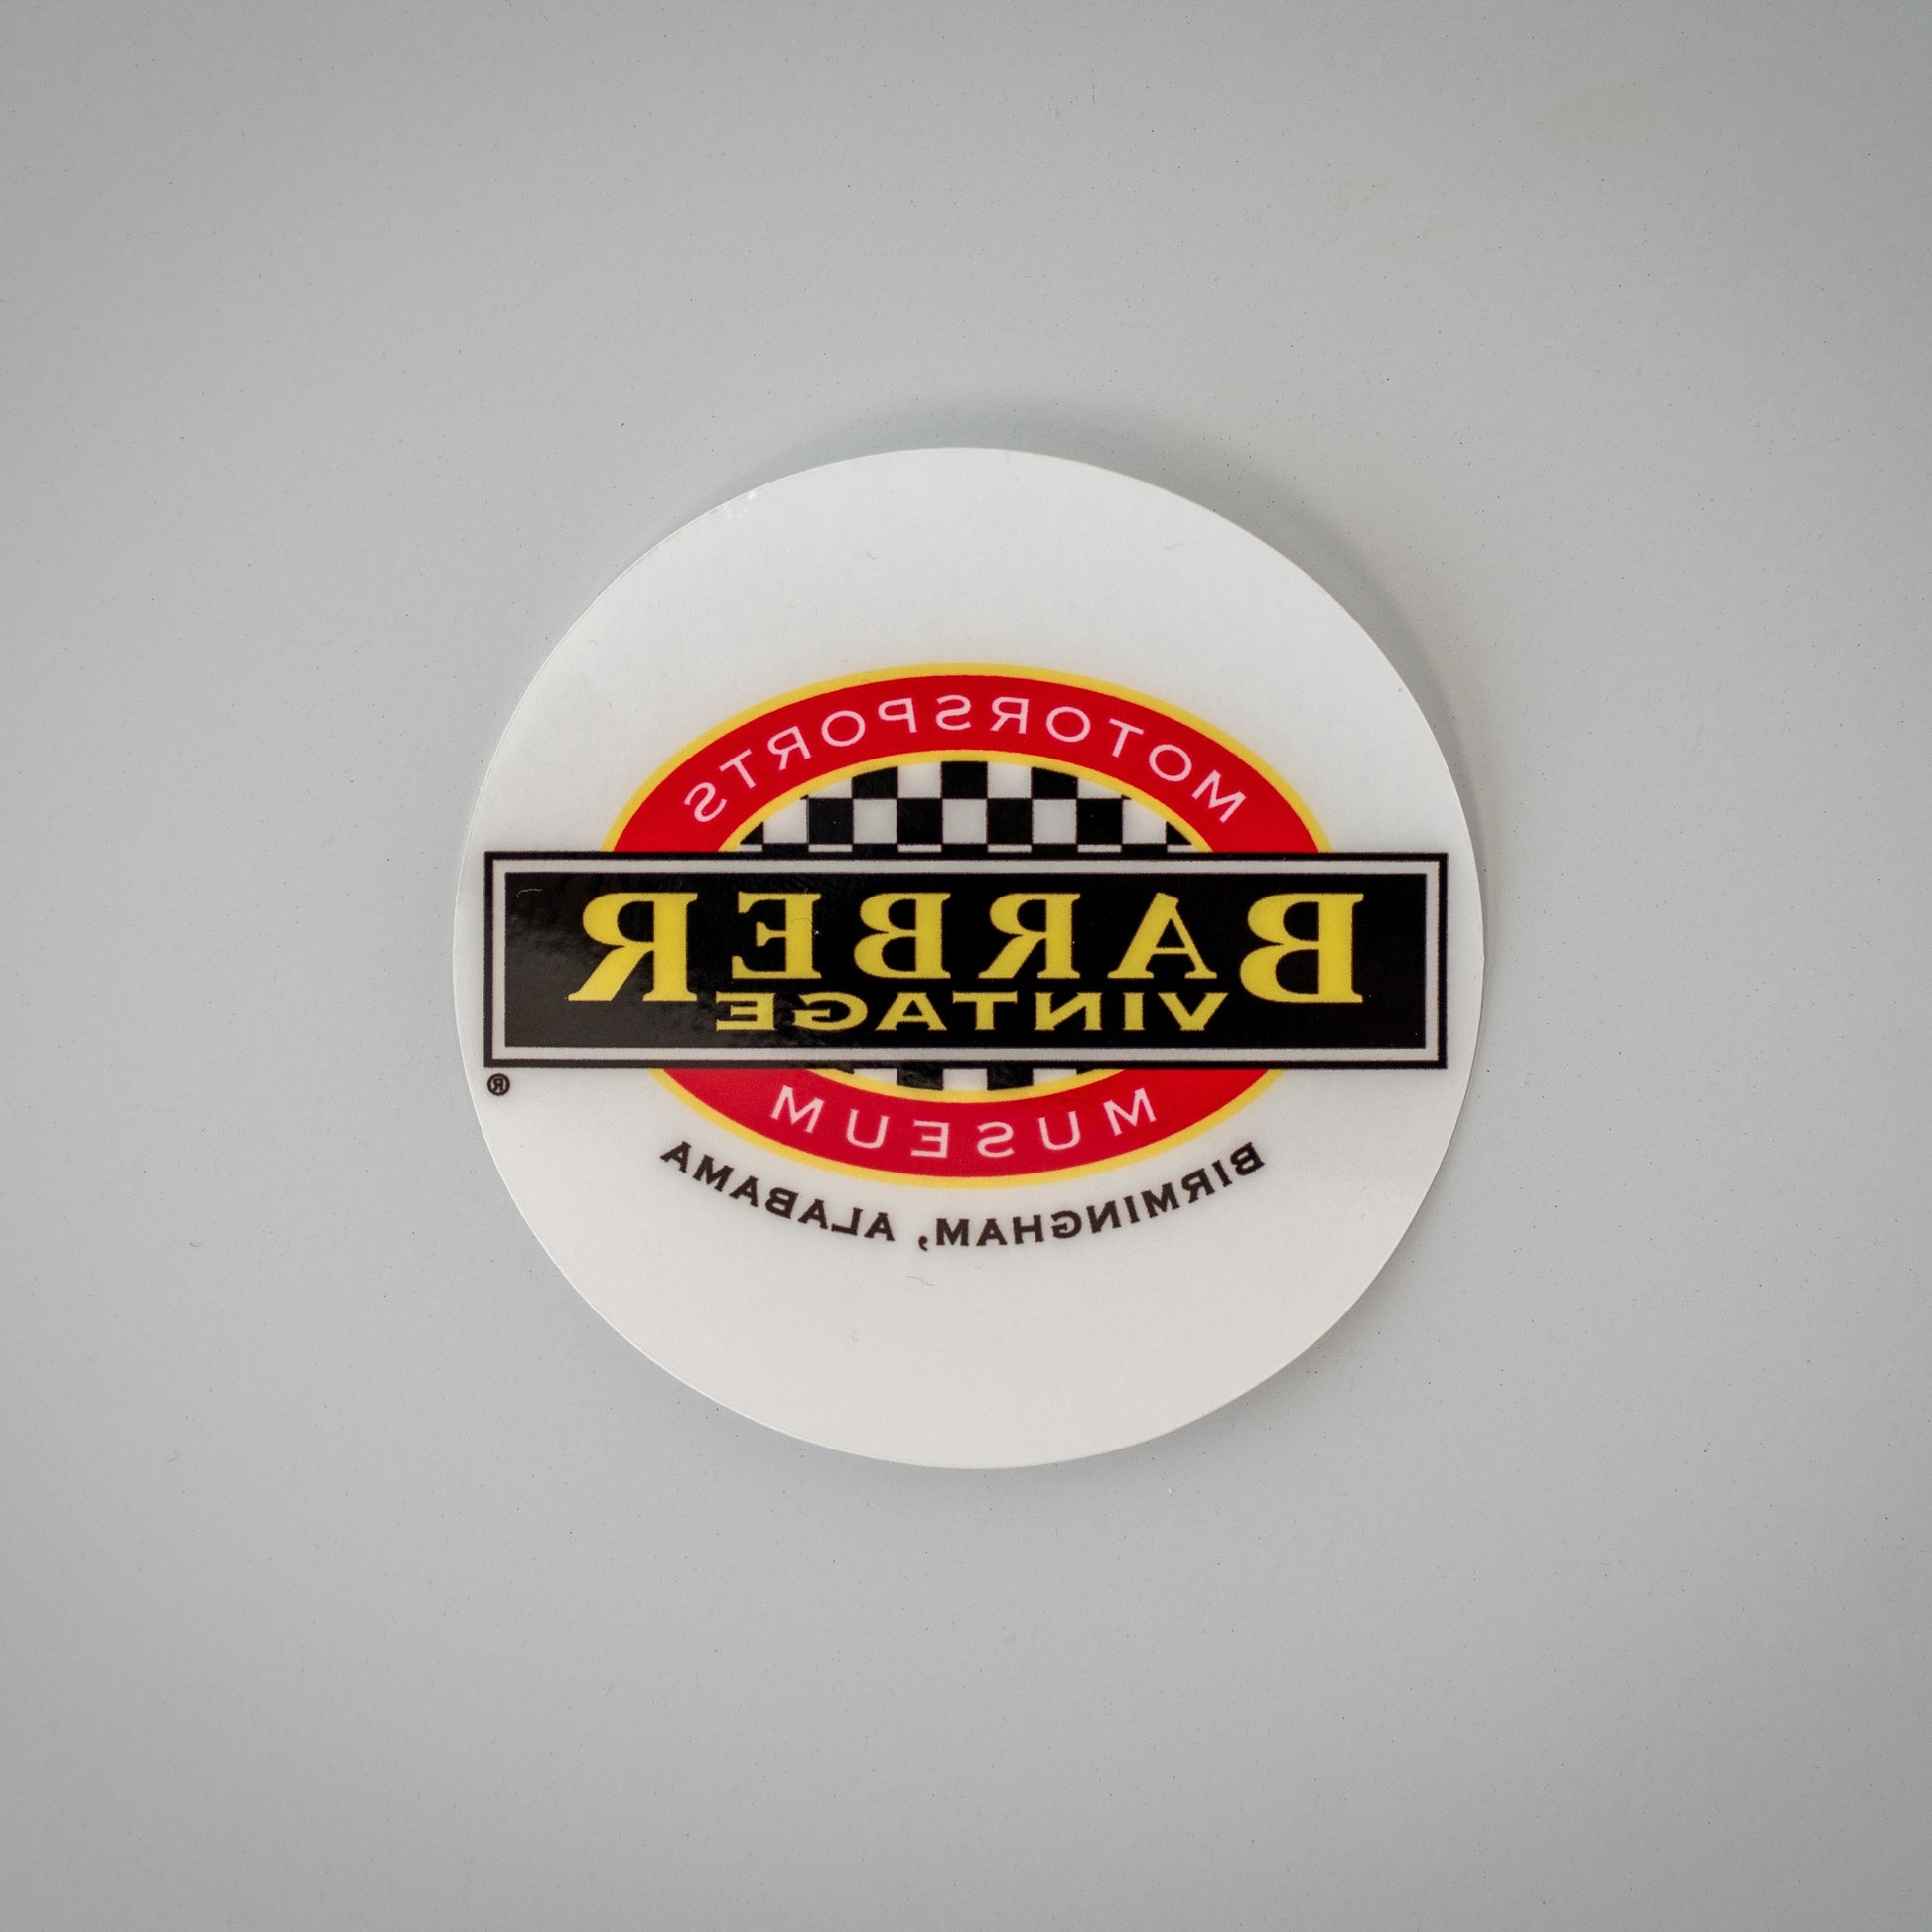 MOTORSPORTS
BARBER
VINTAGE
®
MUSEUM
BIRMINGHAM, ALABAMA